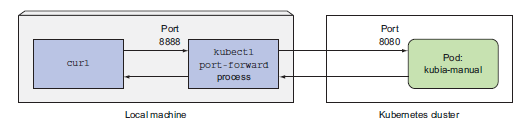 Port
8888
Port
8080
curl
kubectl
port-forward
process
Pod:
kubia-manual
Local machine
Kubernetes cluster